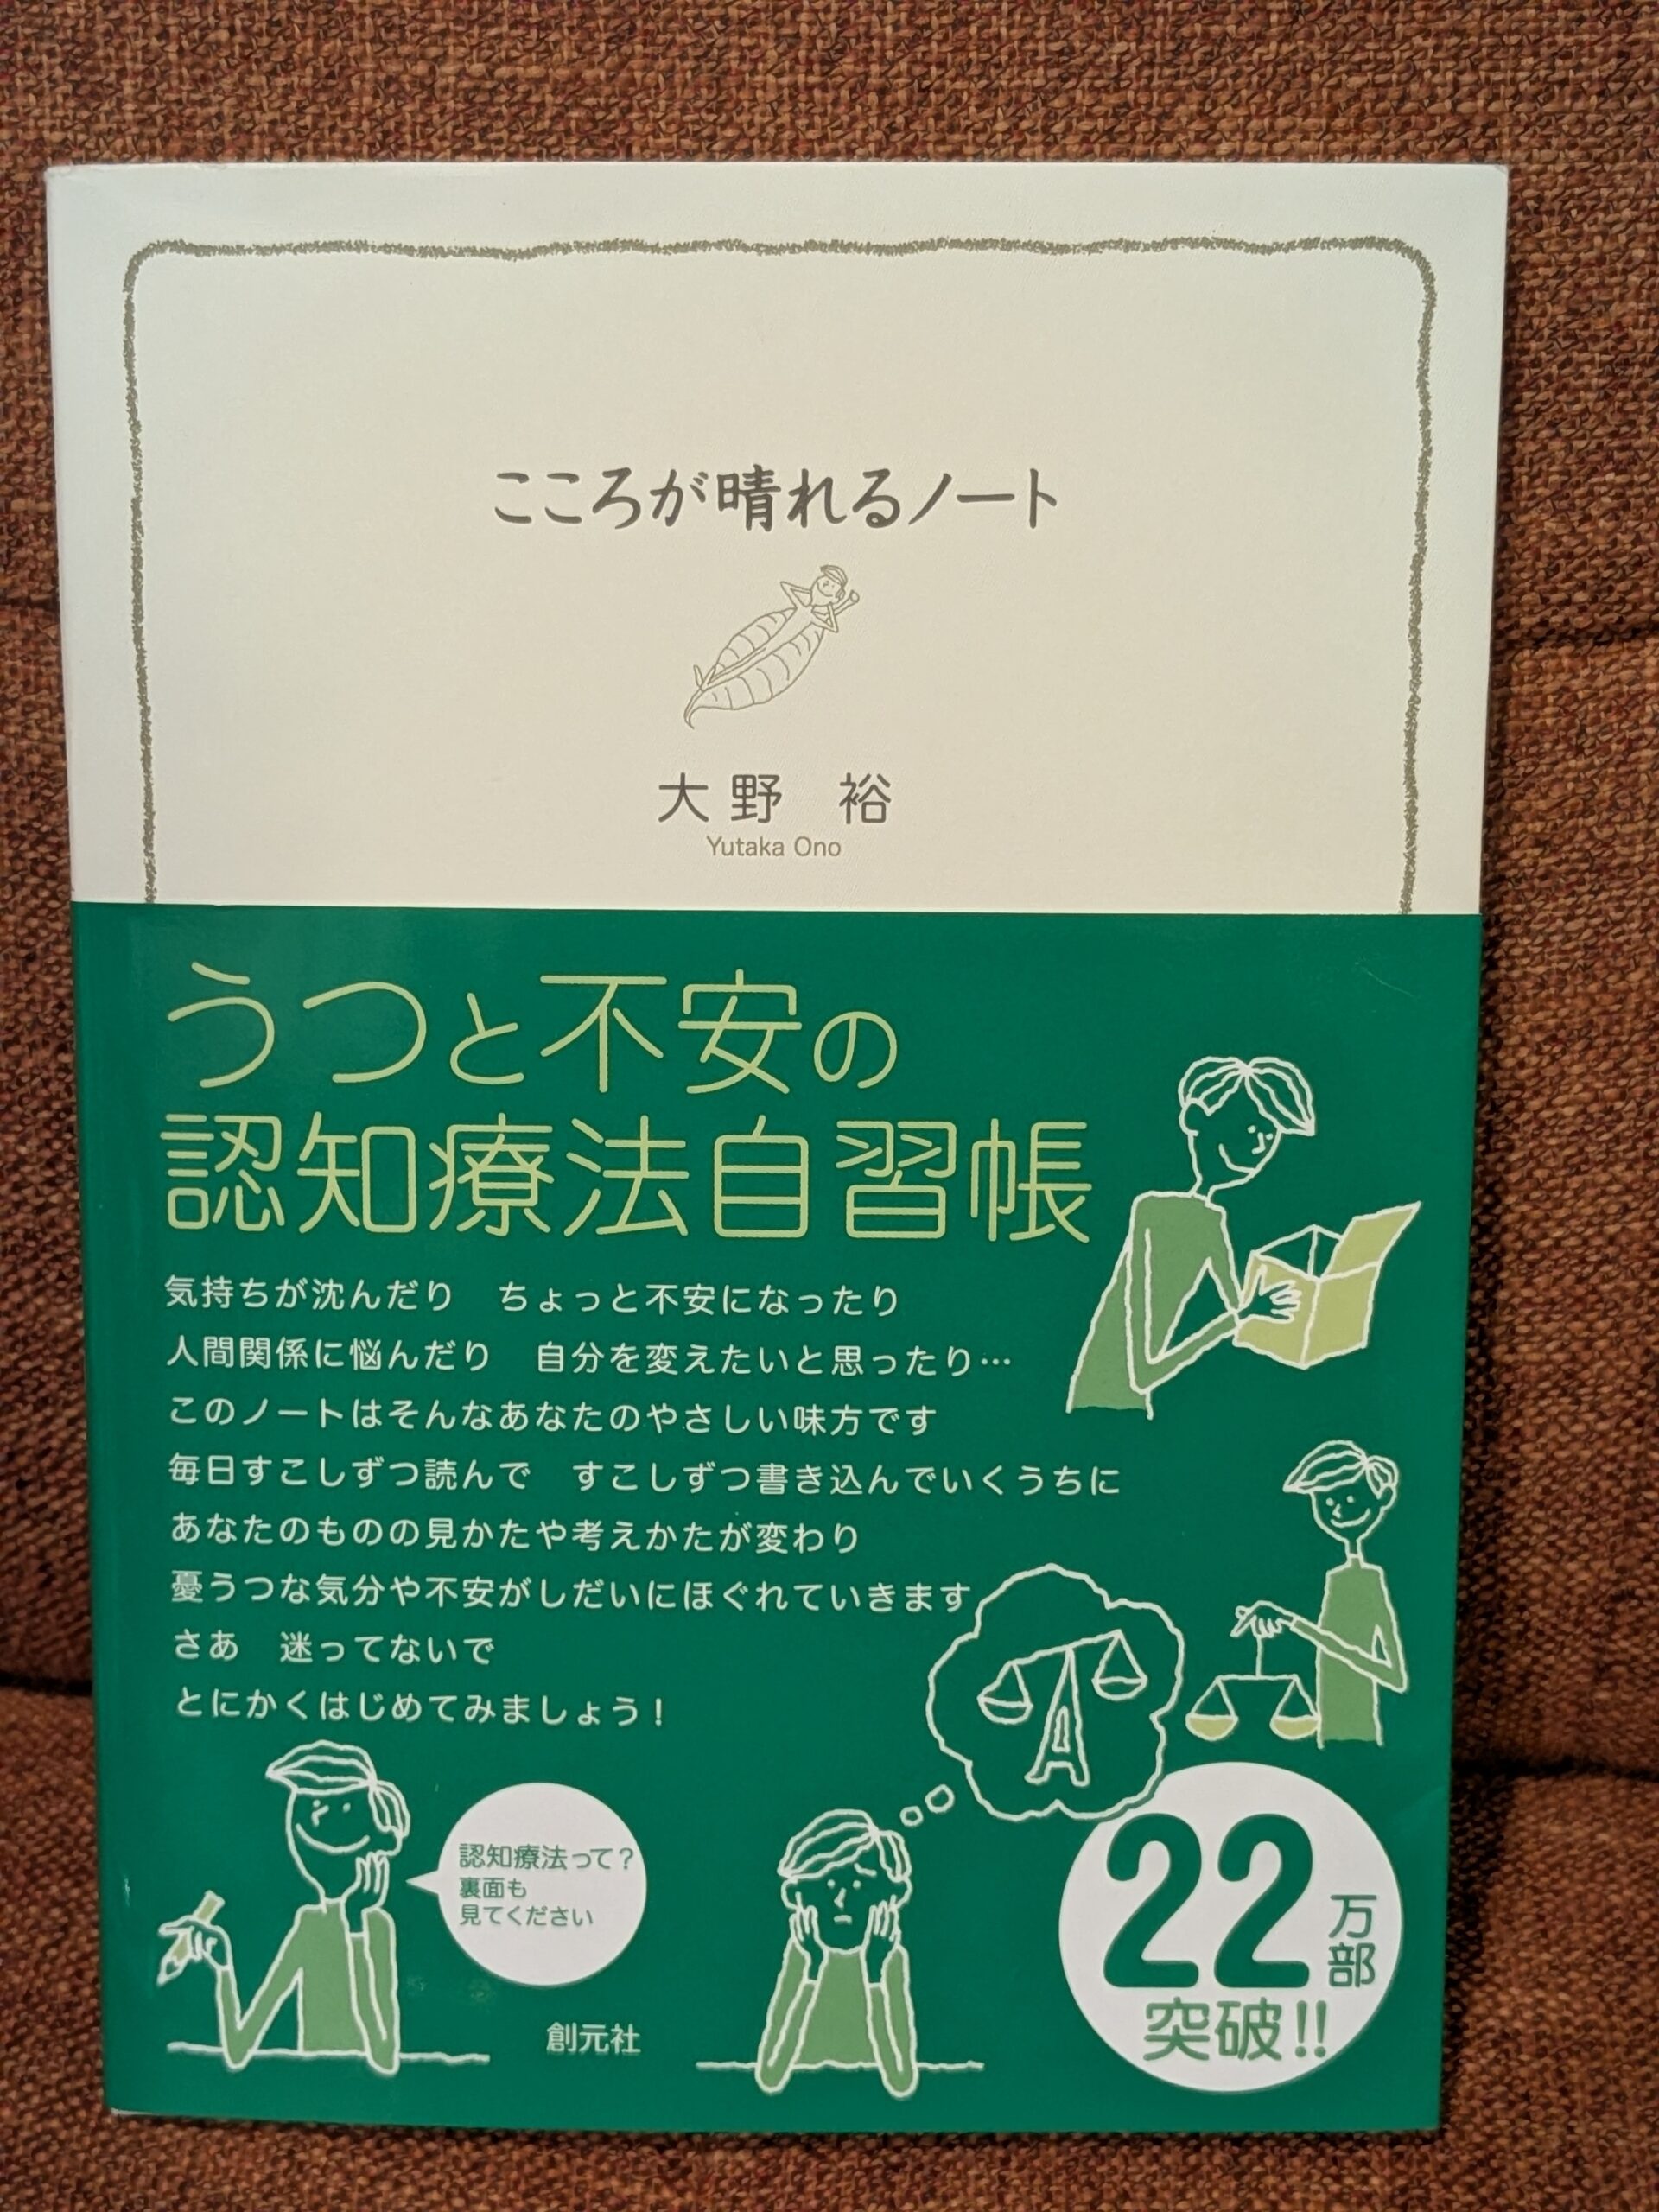 こころが晴れるノート
大野 裕
Yutaka Ono
うつと不安の
認知療法自習帳
気持ちが沈んだり ちょっと不安になったり
人間関係に悩んだり 自分を変えたいと思ったり…
このノートはそんなあなたのやさしい味方です
毎日すこしずつ読んで すこしずつ書き込んでいくうちに
あなたのものの見かたや考えかたが変わり
憂うつな気分や不安がしだいにほぐれていきます
さあ 迷ってないで
とにかくはじめてみましょう！
認知療法って？
裏面も
見てください
22万部
突破!!
創元社